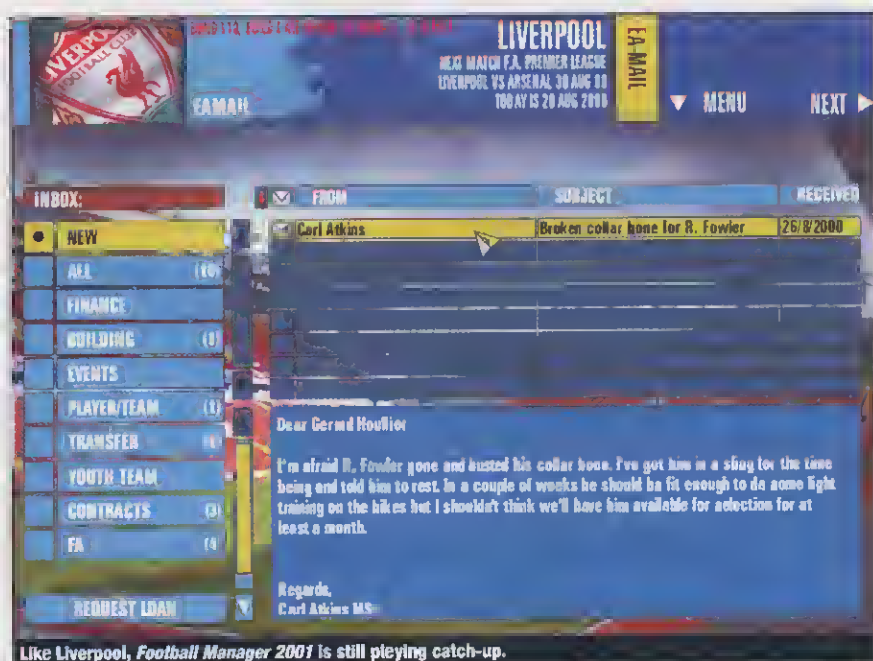 LIVERPOOL
FOOTBALL CLUB
LIVERPOOL
NEXT MATCH F.A. PREMIER LEAGUE
LIVERPOOL VS ARSENAL 30 AUG 00
TODAY IS 28 AUG 2000
EA-MAIL
EAMAIL
MENU
NEXT
INBOX:
FROM SUBJECT RECEIVED
NEW
Carl Atkins Broken collar bone for R. Fowler 26/8/2000
ALL
FINANCE
BUILDING
EVENTS
PLAYER/TEAM (1)
TRANSFER
YOUTH TEAM
CONTRACTS (3)
FA
REQUEST LOAN
Dear Gerard Houllier
I'm afraid R. Fowler gone and busted his collar bone. I've got him in a sling for the time
being and told him to rest. In a couple of weeks he should be fit enough to do some light
training on the bikes but I shouldn't think we'll have him available for selection for at
least a month.
Regards,
Carl Atkins
Like Liverpool, Football Manager 2001 is still pleying catch-up.